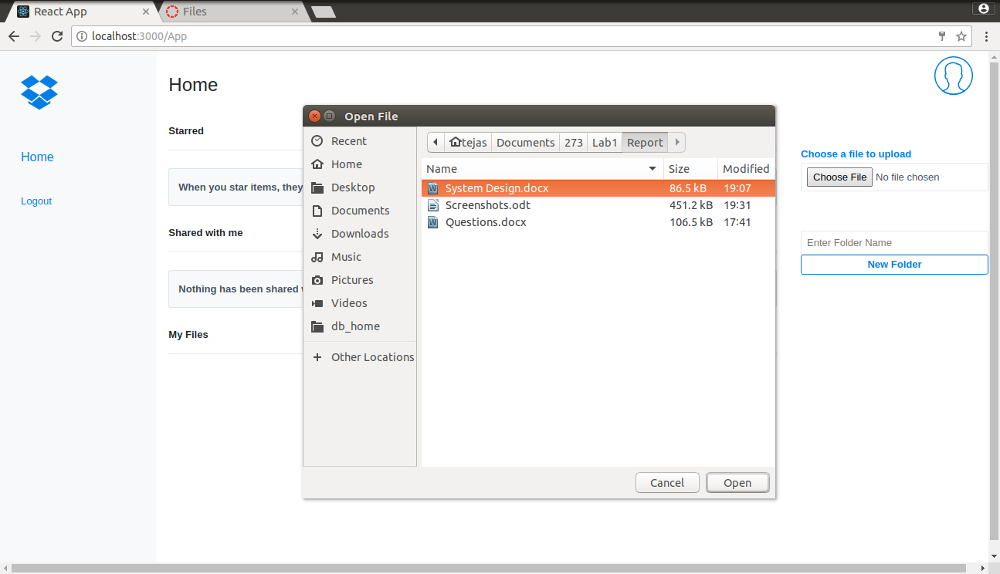 React App
Files
localhost:3000/App
Home
Starred
When you star items, they
Shared with me
Nothing has been shared
My Files
Home
Logout
Choose a file to upload
Choose File No file chosen
Enter Folder Name
New Folder
Open File
Recent
Home
Desktop
Documents
Downloads
Music
Pictures
Videos
db_home
Other Locations
tejas Documents 273 Lab1 Report
Name Size Modified
System Design.docx 86.5 kB 19:07
Screenshots.odt 451.2 kB 19:31
Questions.docx 106.5 kB 17:41
Cancel Open